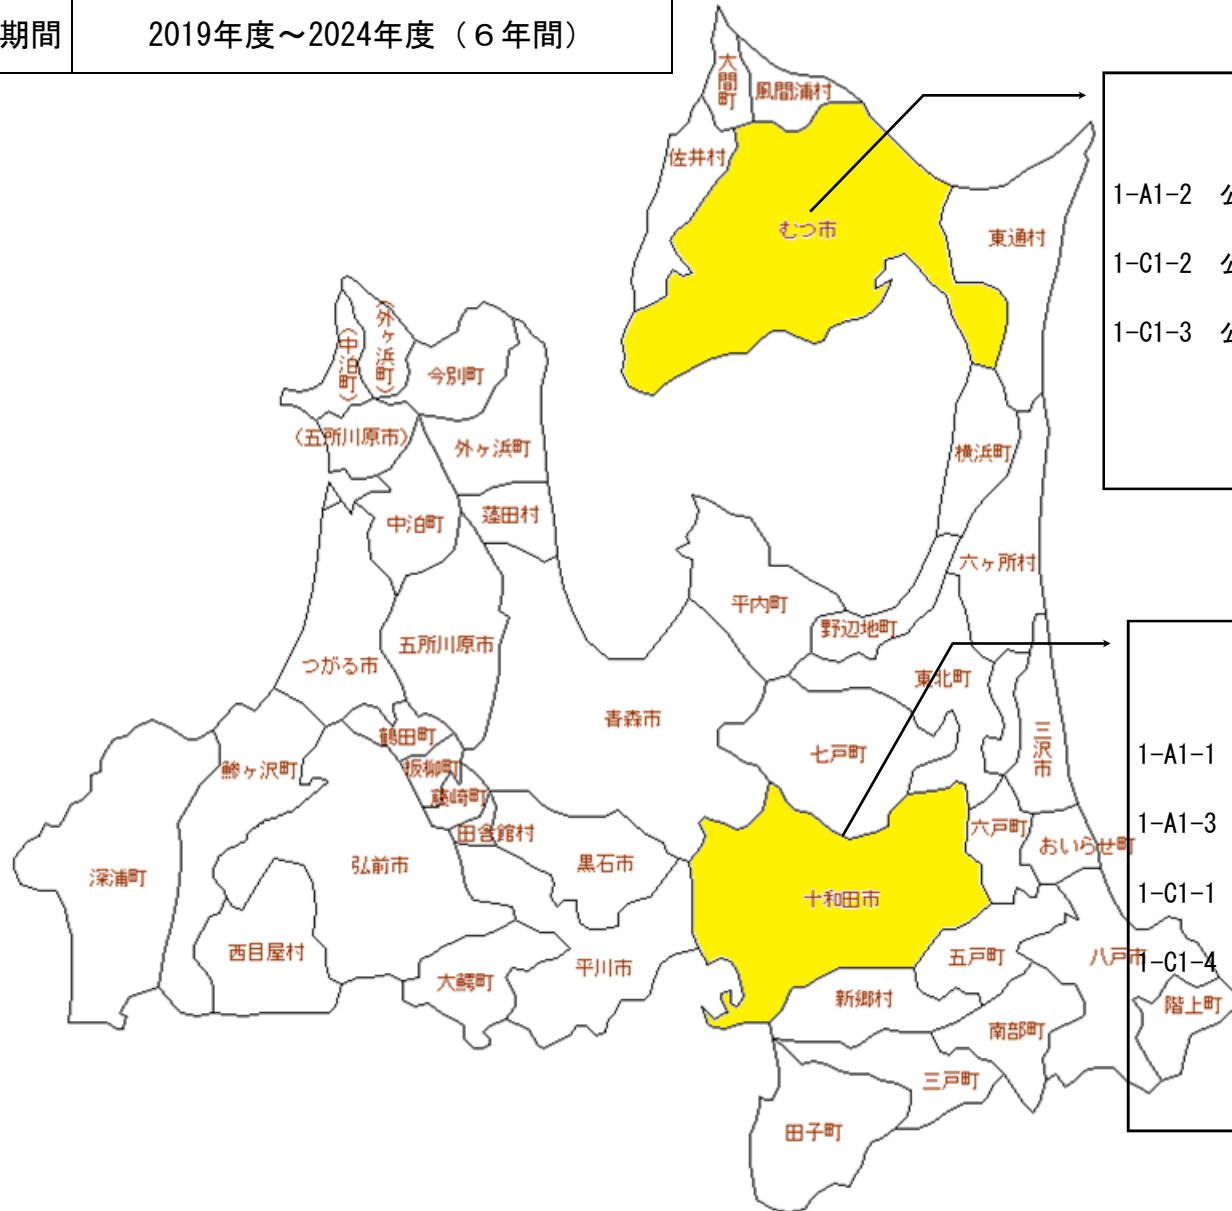 期間 2019年度～2024年度（６年間）
大間町
風間浦村
佐井村
むつ市
東通村
1-A1-2 公
1-C1-2 公
1-C1-3 公
(外ヶ浜町)
(中泊町)
今別町
(五所川原市)
外ヶ浜町
横浜町
中泊町
蓬田村
六ヶ所村
平内町
野辺地町
五所川原市
つがる市
東北町
青森市
三沢市
鶴田町
七戸町
板柳町
鰺ヶ沢町
藤崎町
田舎館村
六戸町
おいらせ町
1-A1-1
1-A1-3
1-C1-1
1-C1-4
深浦町
弘前市
黒石市
十和田市
西目屋村
大鰐町
平川市
五戸町
八戸市
新郷村
階上町
南部町
三戸町
田子町